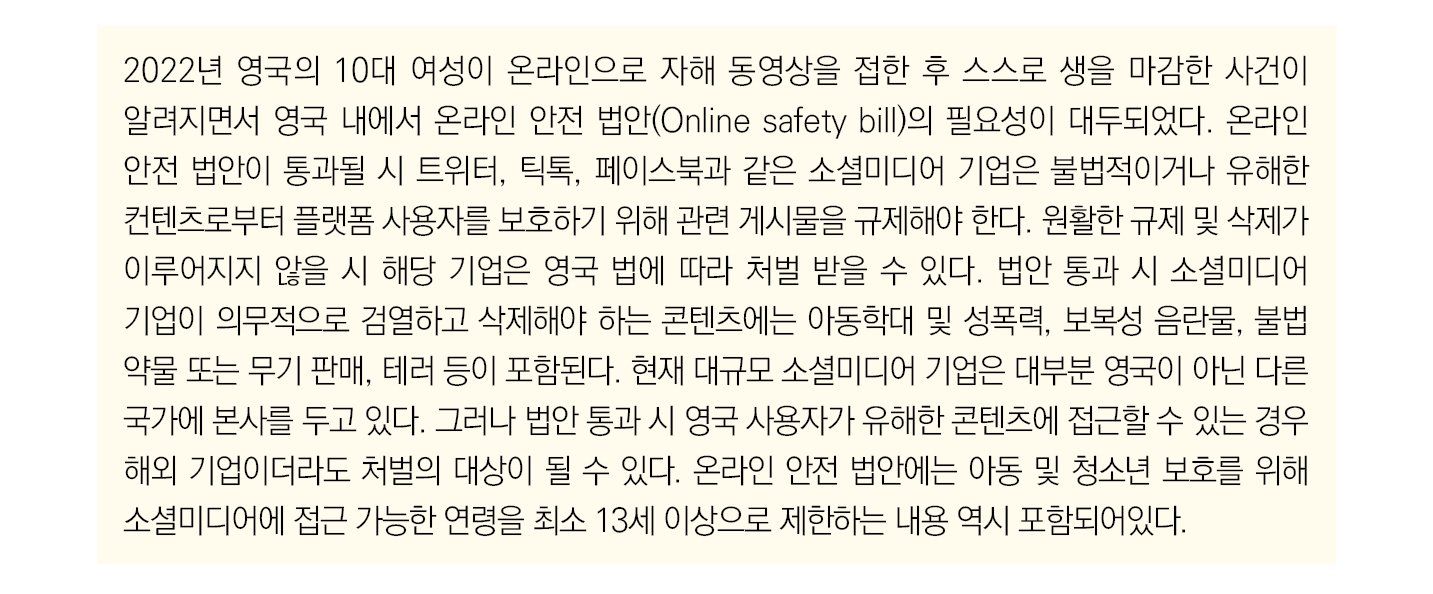 2022년 영국의 10대 여성이 온라인으로 자해 동영상을 접한 후 스스로 생을 마감한 사건이
알려지면서 영국 내에서 온라인 안전 법안(Online safety bill)의 필요성이 대두되었다. 온라인
안전 법안이 통과될 시 트위터, 틱톡, 페이스북과 같은 소셜미디어 기업은 불법적이거나 유해한
컨텐츠로부터 플랫폼 사용자를 보호하기 위해 관련 게시물을 규제해야 한다. 원활한 규제 및 삭제가
이루어지지 않을 시 해당 기업은 영국 법에 따라 처벌 받을 수 있다. 법안 통과 시 소셜미디어
기업이 의무적으로 검열하고 삭제해야 하는 콘텐츠에는 아동학대 및 성폭력, 보복성 음란물, 불법
약물 또는 무기 판매, 테러 등이 포함된다. 현재 대규모 소셜미디어 기업은 대부분 영국이 아닌 다른
국가에 본사를 두고 있다. 그러나 법안 통과 시 영국 사용자가 유해한 콘텐츠에 접근할 수 있는 경우
해외 기업이더라도 처벌의 대상이 될 수 있다. 온라인 안전 법안에는 아동 및 청소년 보호를 위해
소셜미디어에 접근 가능한 연령을 최소 13세 이상으로 제한하는 내용 역시 포함되어있다.